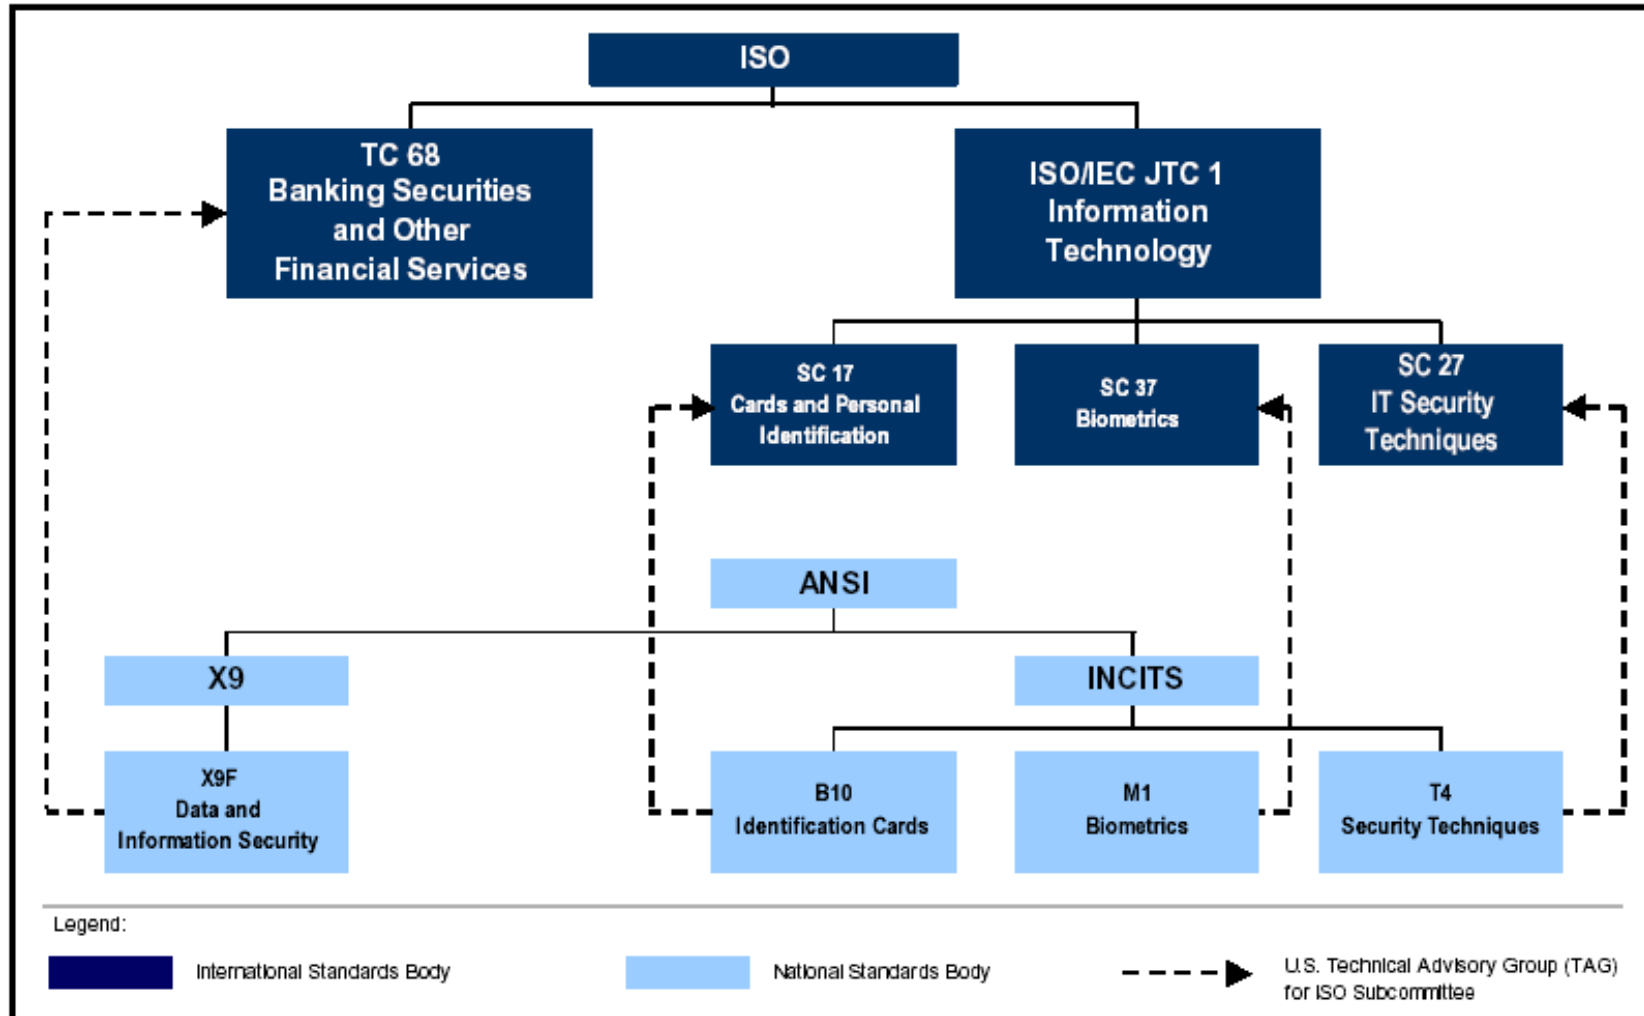 ISO
TC 68
Banking Securities
and Other
Financial Services
ISO/IEC JTC 1
Information
Technology
SC 17
Cards and Personal
Identification
SC 37
Biometrics
SC 27
IT Security
Techniques
ANSI
X9
INCITS
X9F
Data and
Information Security
B10
Identification Cards
M1
Biometrics
T4
Security Techniques
Legend:
International Standards Body
National Standards Body
U.S. Technical Advisory Group (TAG)
for ISO Subcommittee